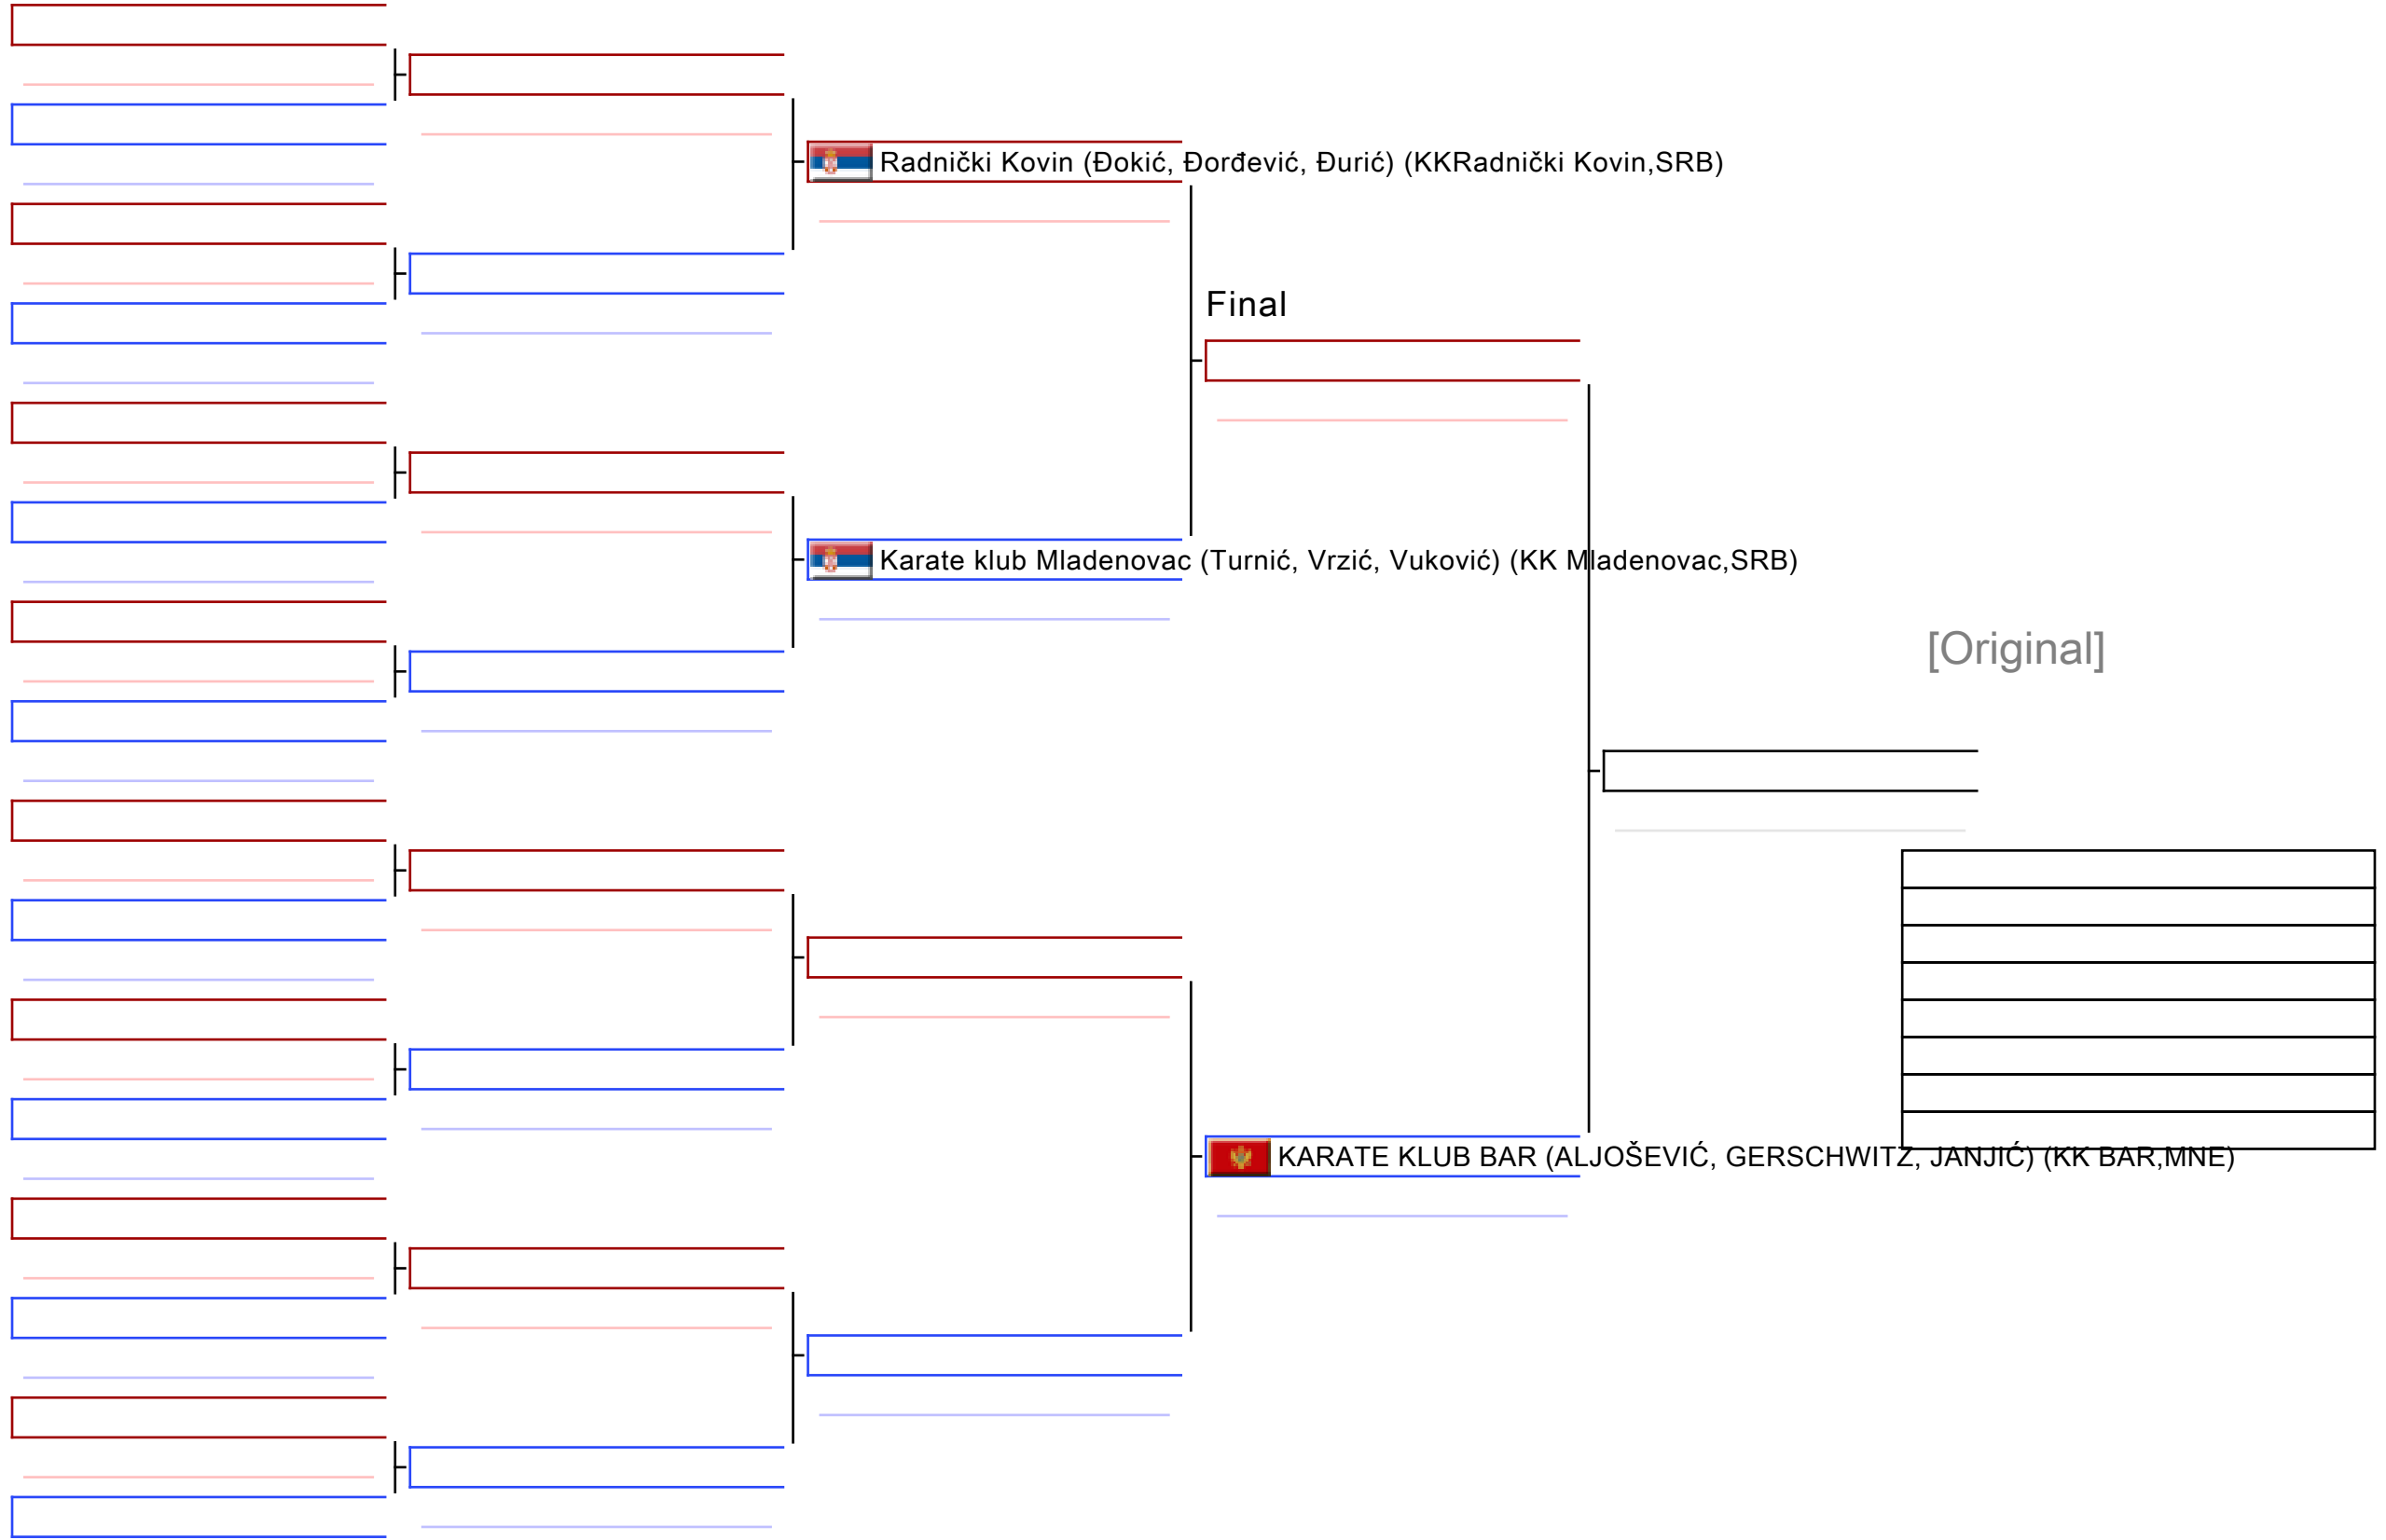 Radnički Kovin (Đokić, Đorđević, Đurić) (KKRadnički Kovin,SRB)
Final
Karate klub Mladenovac (Turnić, Vrzić, Vuković) (KK Mladenovac,SRB)
[Original]
KARATE KLUB BAR (ALJOŠEVIĆ, GERSCHWITZ, JANJIĆ) (KK BAR,MNE)